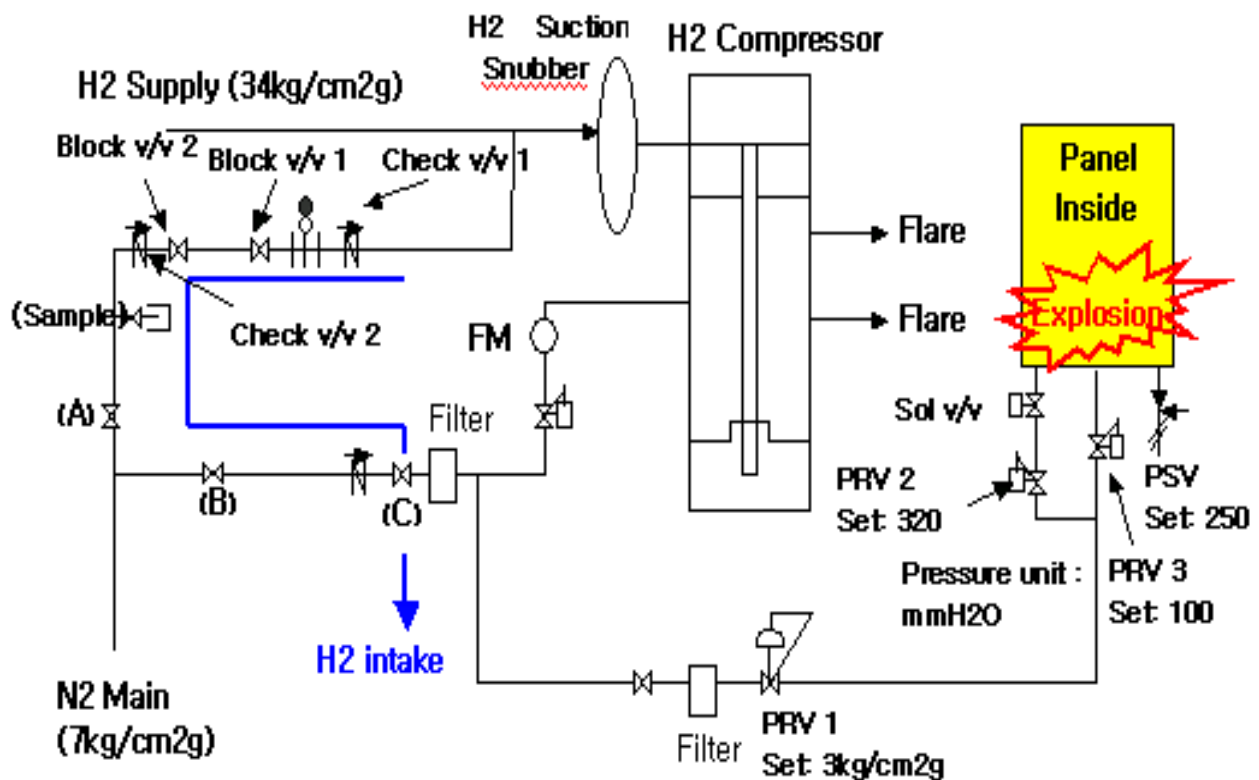 H2 Suction
Snubber
H2 Compressor
H2 Supply (34kg/cm2g)
Block v/v 2
Block v/v 1
Check v/v 1
Panel
Inside
Flare
(Sample)
Check v/v 2
FM
Flare
Explosion
(A)
Filter
Sol v/v
(B)
(C)
PRV 2
Set: 320
PSV
Set: 250
Pressure unit :
mmH2O
PRV 3
Set: 100
H2 intake
N2 Main
(7kg/cm2g)
Filter
PRV 1
Set: 3kg/cm2g